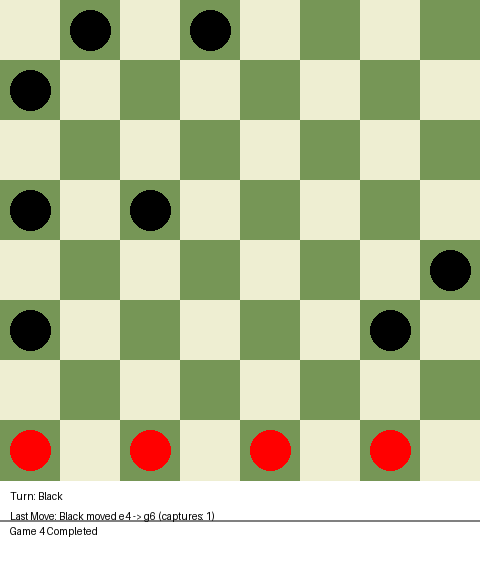 Turn: Black
Last Move: Black moved e4 -> g6 (captures: 1)
Game 4 Completed